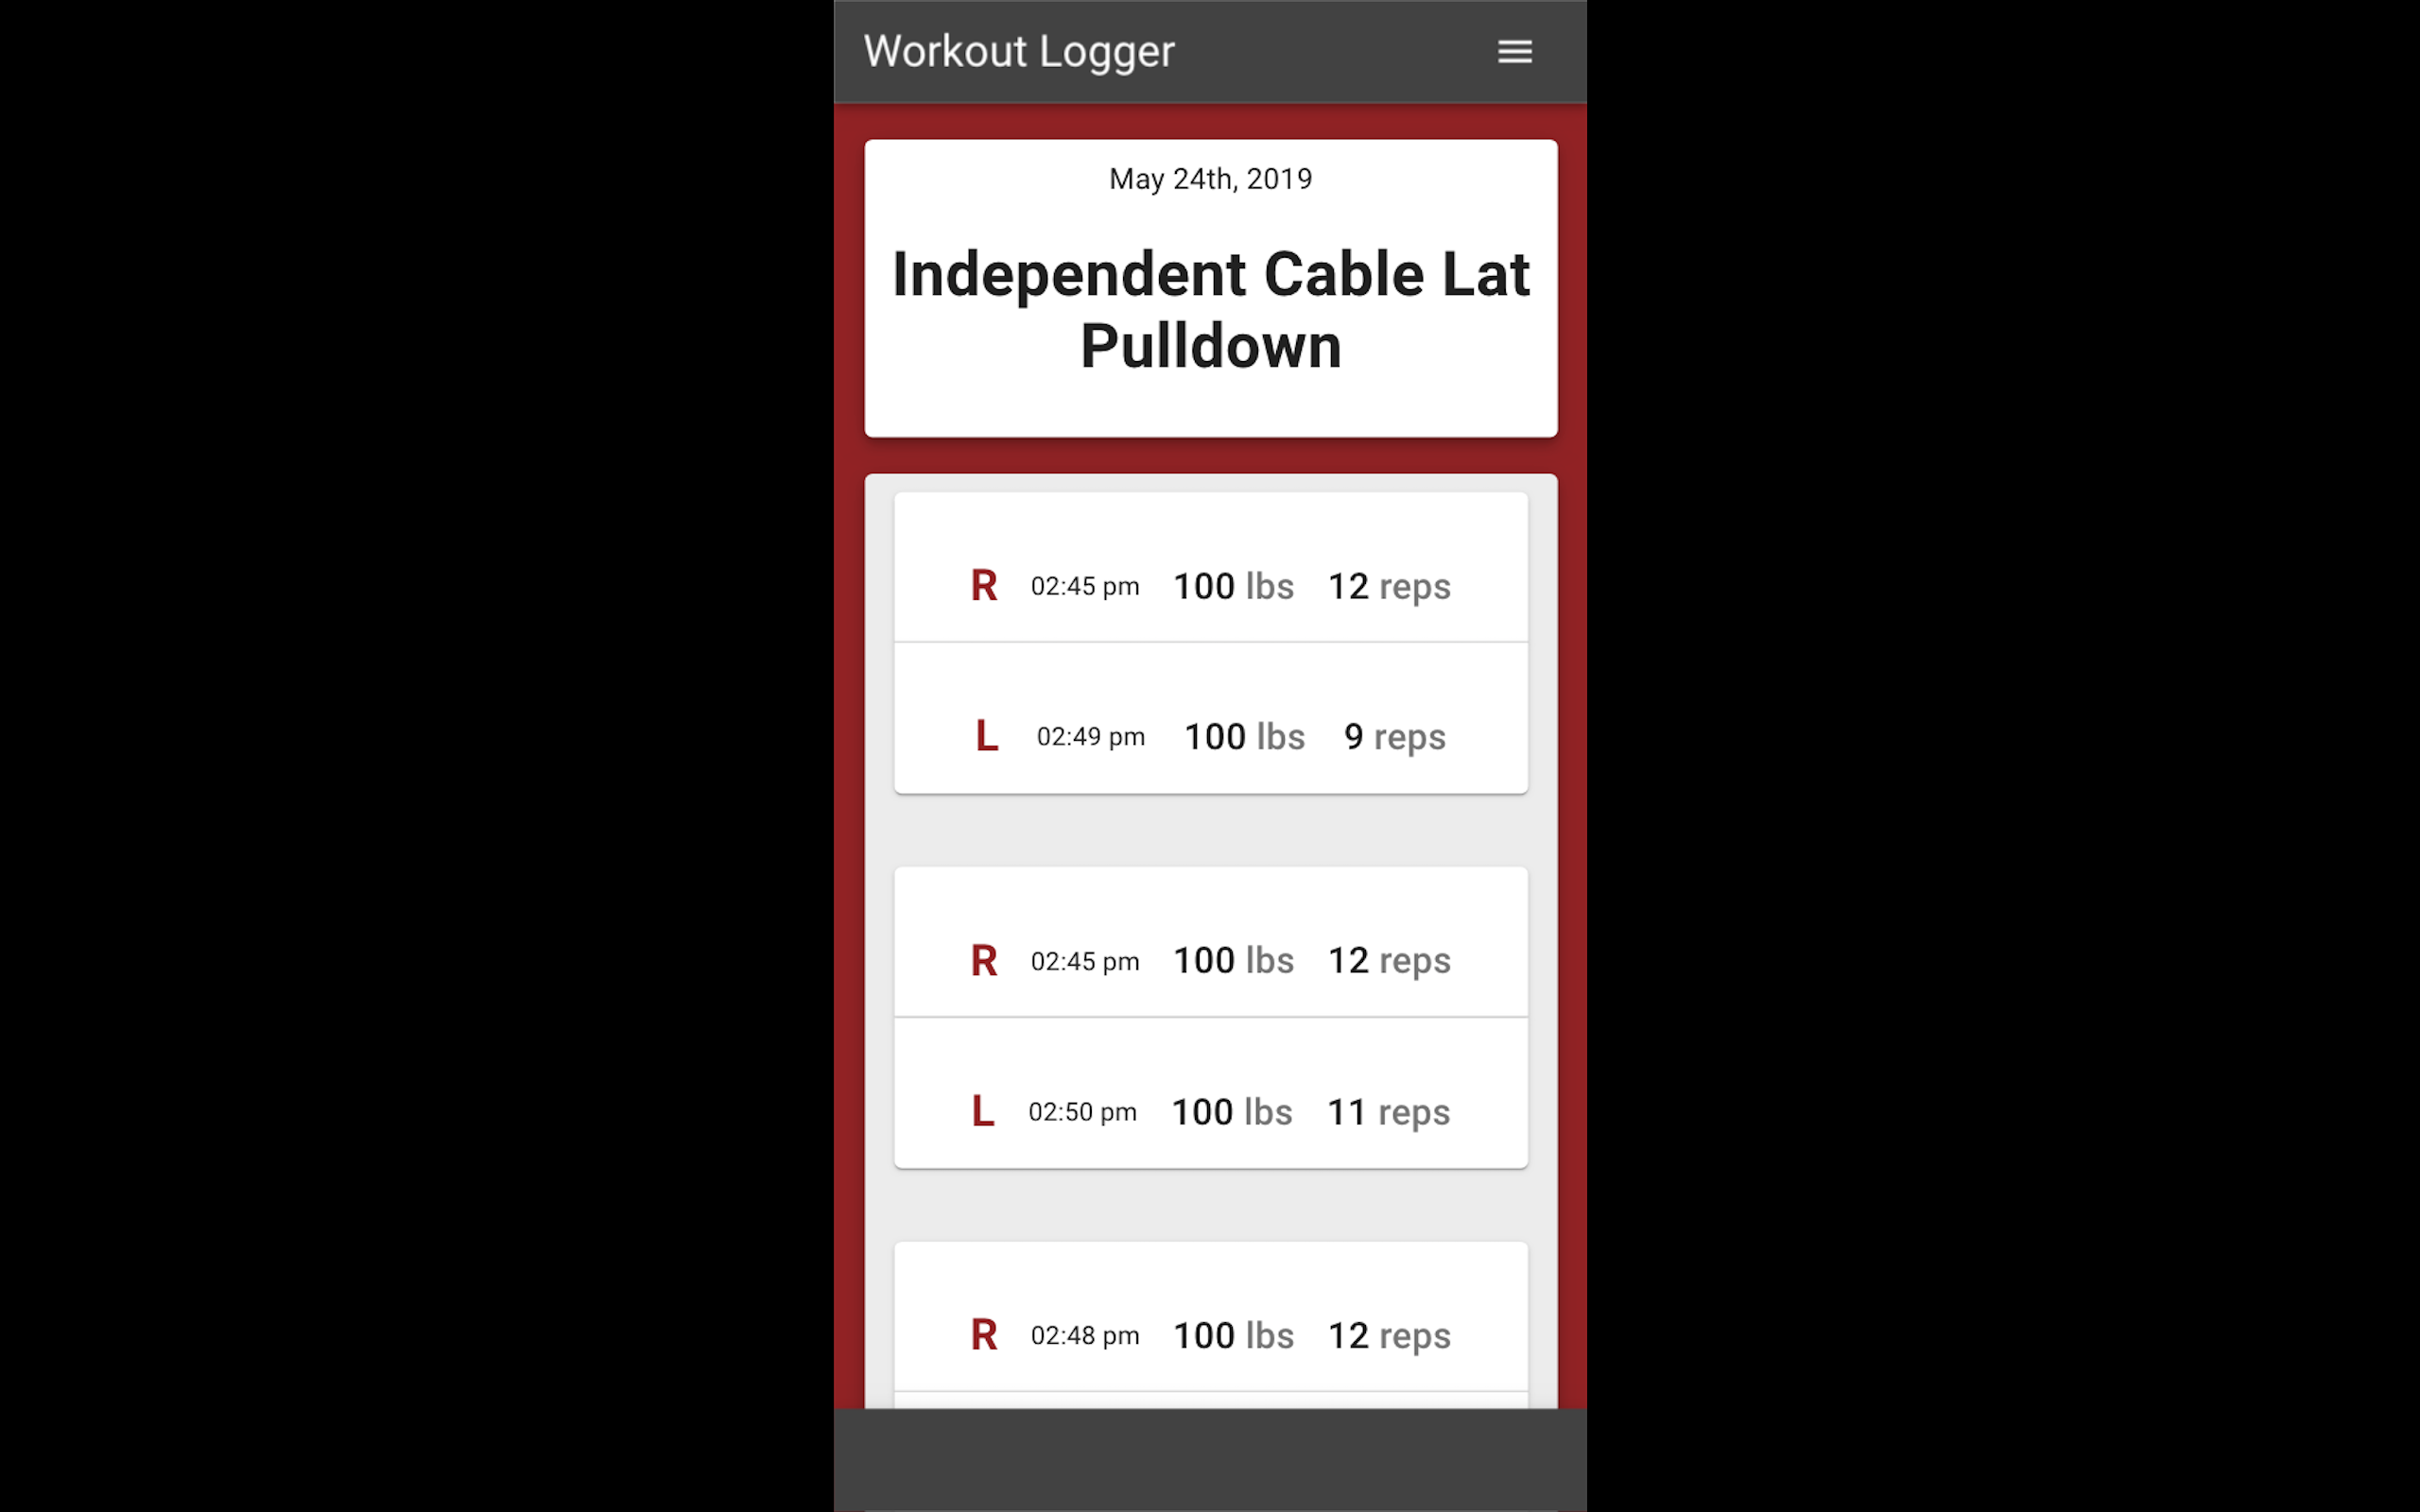 Workout Logger
May 24th, 2019
Independent Cable Lat
Pulldown
R 02:45 pm 100 lbs 12 reps
L 02:49 pm 100 lbs 9 reps
R 02:45 pm 100 lbs 12 reps
L 02:50 pm 100 lbs 11 reps
R 02:48 pm 100 lbs 12 reps